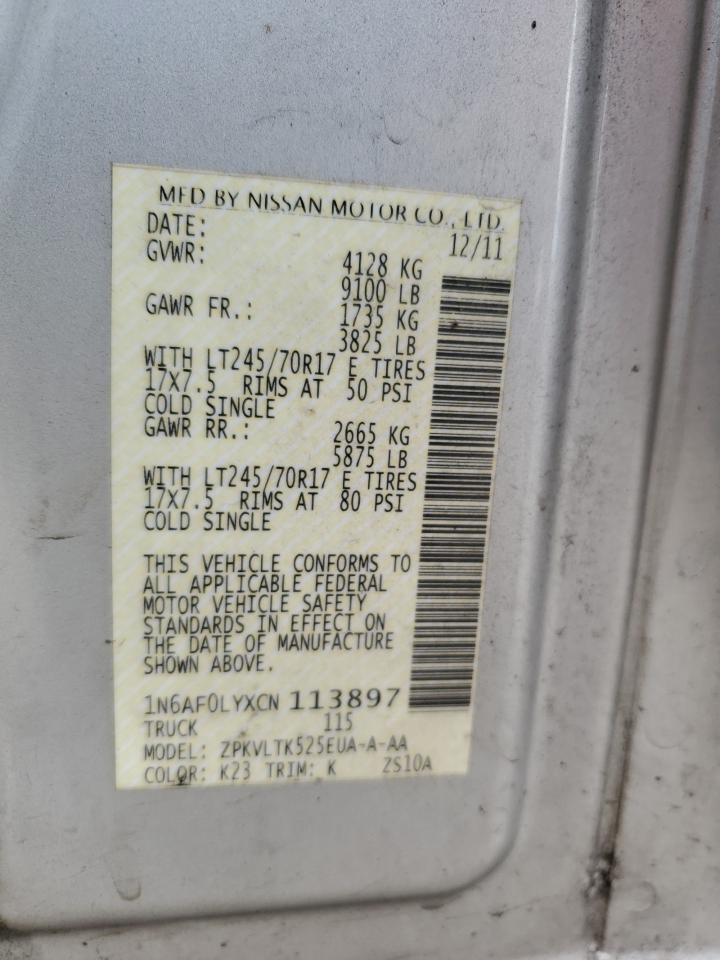 MFD BY NISSAN MOTOR CO., LTD.
DATE: 12/11
GVWR: 4128 KG
9100 LB
GAWR FR.: 1735 KG
3825 LB
WITH LT245/70R17 E TIRES
17X7.5 RIMS AT 50 PSI
COLD SINGLE
GAWR RR.: 2665 KG
5875 LB
WITH LT245/70R17 E TIRES
17X7.5 RIMS AT 80 PSI
COLD SINGLE
THIS VEHICLE CONFORMS TO
ALL APPLICABLE FEDERAL
MOTOR VEHICLE SAFETY
STANDARDS IN EFFECT ON
THE DATE OF MANUFACTURE
SHOWN ABOVE.
1N6AF0LYXCN 113897
TRUCK 115
MODEL: ZPKVLTK525EUA-A-AA
COLOR: K23 TRIM: K ZS10A